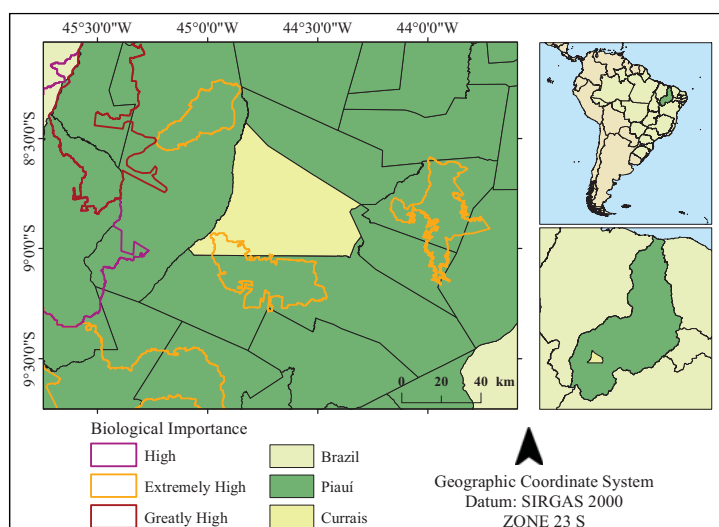 45°30'0"W 45°0'0"W 44°30'0"W 44°0'0"W
8°30'0"S
9°00'0"S
9°30'0"S
0 20 40 km
Biological Importance
High
Extremely High
Greatly High
Brazil
Piauí
Currais
Geographic Coordinate System
Datum: SIRGAS 2000
ZONE 23 S